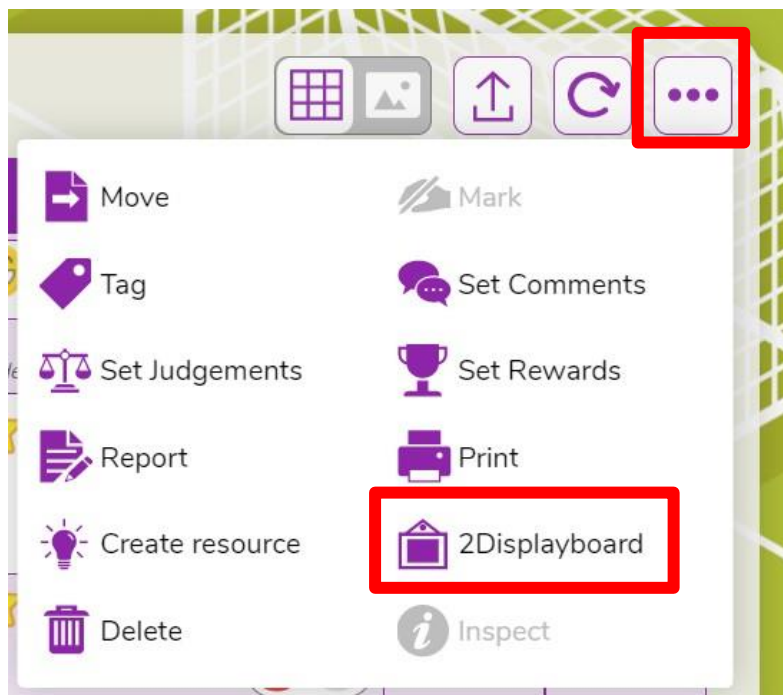 Move
Mark
Tag
Set Comments
Set Judgements
Set Rewards
Report
Print
Create resource
2Displayboard
Delete
Inspect